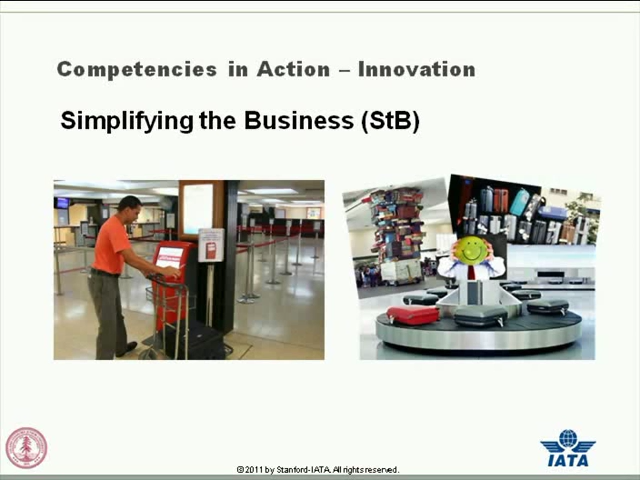 Competencies in Action – Innovation
Simplifying the Business (StB)
IATA
© 2011 by Stanford-IATA, All rights reserved.